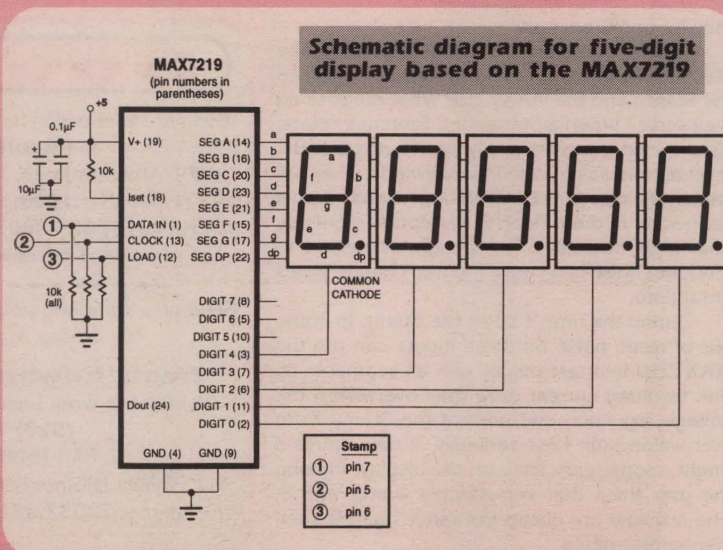 Schematic diagram for five-digit
display based on the MAX7219
MAX7219
(pin numbers in
parentheses)
+5
0.1µF
+
10µF
10k
V+ (19)
Iset (18)
DATA IN (1)
CLOCK (13)
LOAD (12)
1
2
3
10k
(all)
Dout (24)
GND (4) GND (9)
SEG A (14)
SEG B (16)
SEG C (20)
SEG D (23)
SEG E (21)
SEG F (15)
SEG G (17)
SEG DP (22)
a
b
c
d
e
f
g
dp
a
b
g
e
c
d
dp
COMMON
CATHODE
DIGIT 7 (8)
DIGIT 6 (5)
DIGIT 5 (10)
DIGIT 4 (3)
DIGIT 3 (7)
DIGIT 2 (6)
DIGIT 1 (11)
DIGIT 0 (2)
Stamp
1 pin 7
2 pin 5
3 pin 6